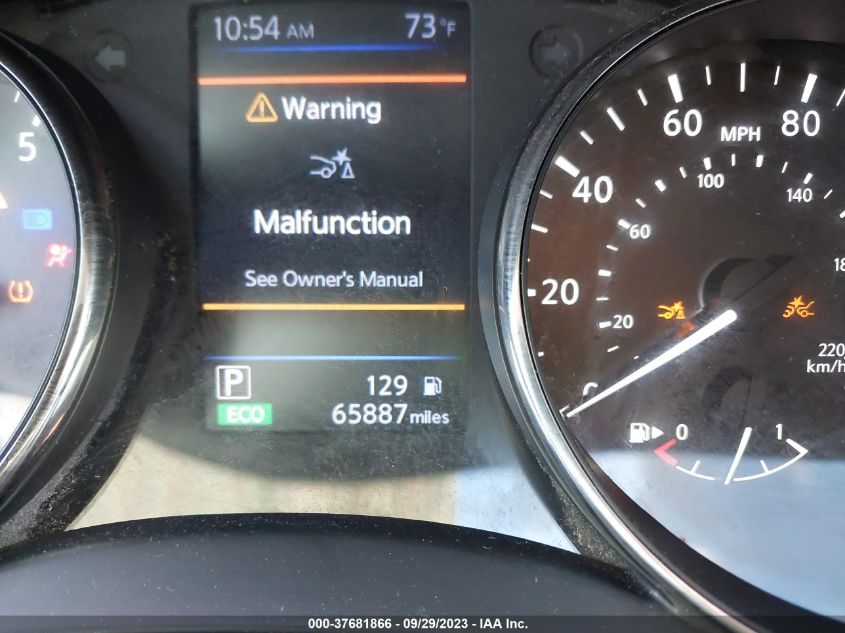 10:54 AM 73°F
Warning
Malfunction
See Owner's Manual
P 129
ECO 65887 miles
5
20 40 60 80
MPH
20 60 100 140 18
220
km/h
0 1
000-37681866 - 09/29/2023 - IAA Inc.